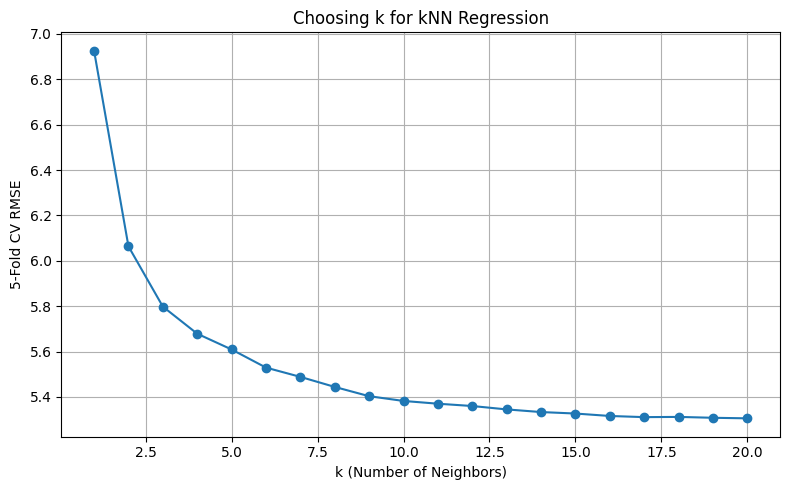 Choosing k for kNN Regression
7.0
6.8
6.6
6.4
6.2
6.0
5.8
5.6
5.4
5-Fold CV RMSE
2.5 5.0 7.5 10.0 12.5 15.0 17.5 20.0
k (Number of Neighbors)